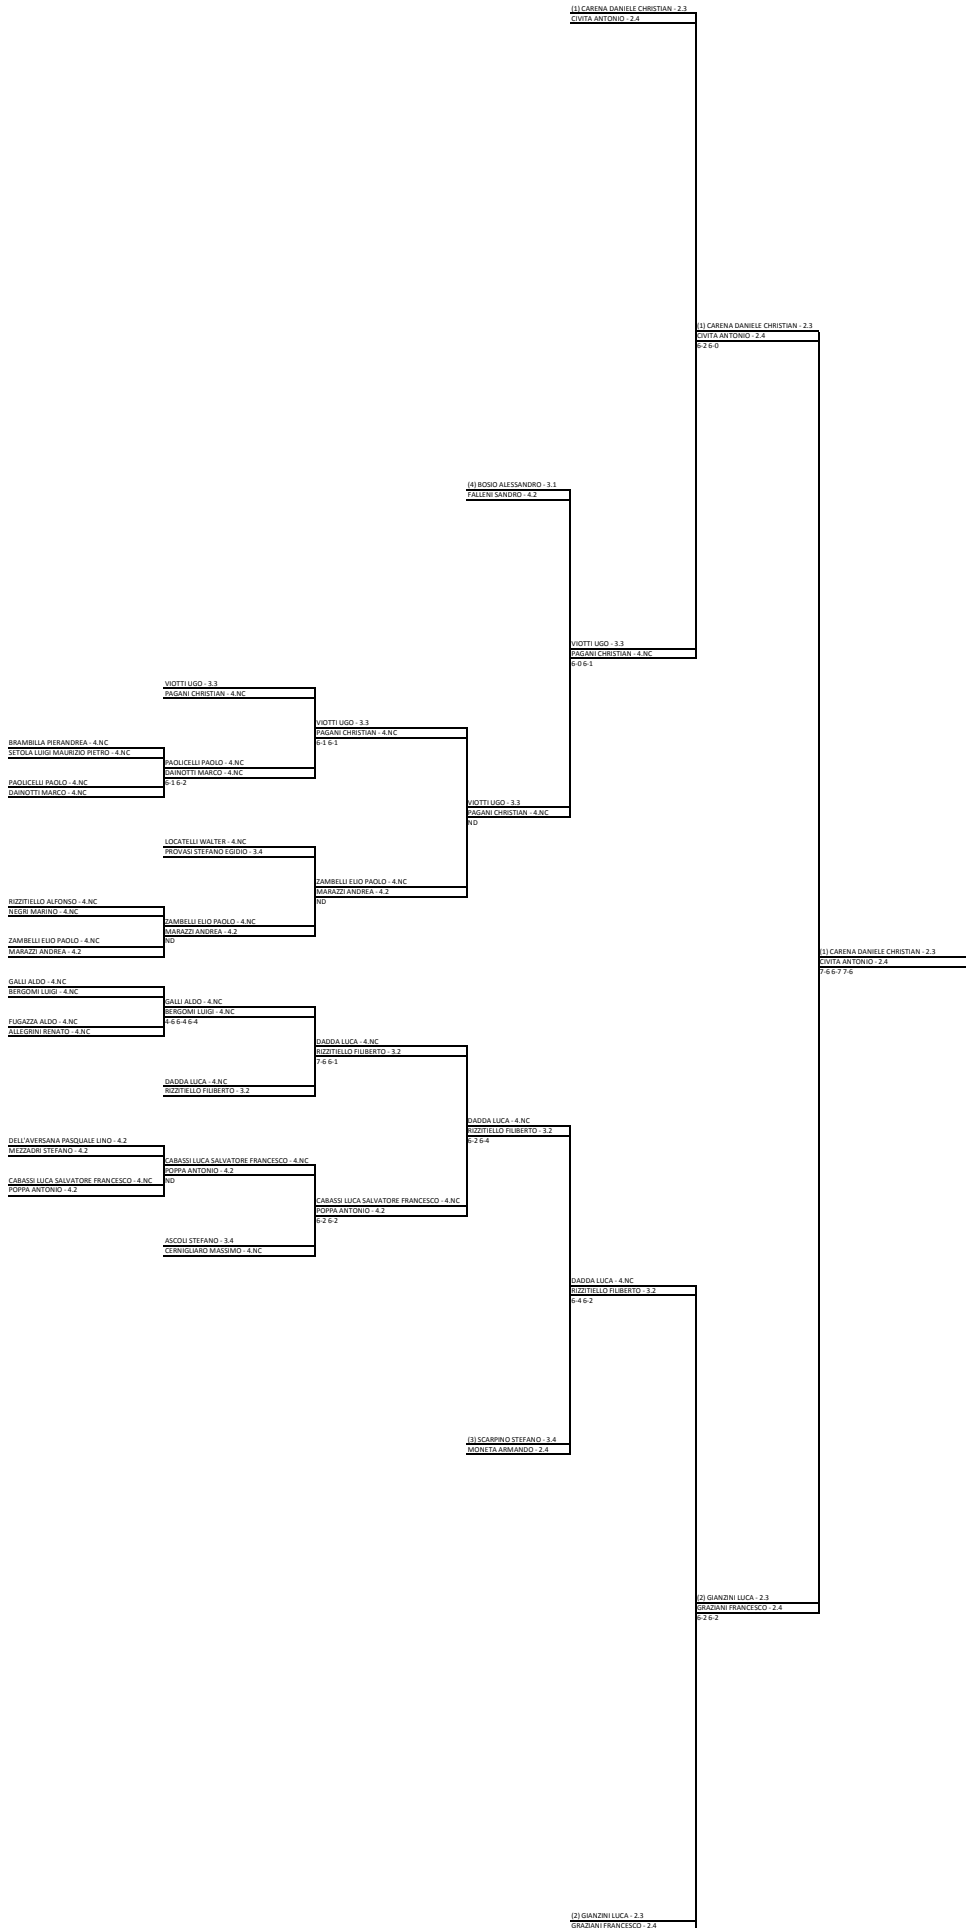 (1) CARENA DANIELE CHRISTIAN - 2.3
CIVITA ANTONIO - 2.4
(1) CARENA DANIELE CHRISTIAN - 2.3
CIVITA ANTONIO - 2.4
6-2 6-0
(4) BOSIO ALESSANDRO - 3.1
FALLENI SANDRO - 4.2
VIOTTI UGO - 3.3
PAGANI CHRISTIAN - 4.NC
6-0 6-1
VIOTTI UGO - 3.3
PAGANI CHRISTIAN - 4.NC
VIOTTI UGO - 3.3
PAGANI CHRISTIAN - 4.NC
6-1 6-1
BRAMBILLA PIERANDREA - 4.NC
SETOLA LUIGI MAURIZIO PIETRO - 4.NC
PAOLICELLI PAOLO - 4.NC
DAINOTTI MARCO - 4.NC
6-1 6-2
PAOLICELLI PAOLO - 4.NC
DAINOTTI MARCO - 4.NC
VIOTTI UGO - 3.3
PAGANI CHRISTIAN - 4.NC
ND
LOCATELLI WALTER - 4.NC
PROVASI STEFANO EGIDIO - 3.4
ZAMBELLI ELIO PAOLO - 4.NC
MARAZZI ANDREA - 4.2
ND
RIZZITIELLO ALFONSO - 4.NC
NEGRI MARINO - 4.NC
ZAMBELLI ELIO PAOLO - 4.NC
MARAZZI ANDREA - 4.2
ND
ZAMBELLI ELIO PAOLO - 4.NC
MARAZZI ANDREA - 4.2
(1) CARENA DANIELE CHRISTIAN - 2.3
CIVITA ANTONIO - 2.4
7-6 6-7 7-6
GALLI ALDO - 4.NC
BERGOMI LUIGI - 4.NC
GALLI ALDO - 4.NC
BERGOMI LUIGI - 4.NC
4-6 6-4 6-4
FUGAZZA ALDO - 4.NC
ALLEGRINI RENATO - 4.NC
DADDA LUCA - 4.NC
RIZZITIELLO FILIBERTO - 3.2
7-6 6-1
DADDA LUCA - 4.NC
RIZZITIELLO FILIBERTO - 3.2
DADDA LUCA - 4.NC
RIZZITIELLO FILIBERTO - 3.2
6-2 6-4
DELL'AVERSANA PASQUALE LINO - 4.2
MEZZADRI STEFANO - 4.2
CABASSI LUCA SALVATORE FRANCESCO - 4.NC
POPPA ANTONIO - 4.2
ND
CABASSI LUCA SALVATORE FRANCESCO - 4.NC
POPPA ANTONIO - 4.2
CABASSI LUCA SALVATORE FRANCESCO - 4.NC
POPPA ANTONIO - 4.2
6-2 6-2
ASCOLI STEFANO - 3.4
CERNIGLIARO MASSIMO - 4.NC
DADDA LUCA - 4.NC
RIZZITIELLO FILIBERTO - 3.2
6-4 6-2
(3) SCARPINO STEFANO - 3.4
MONETA ARMANDO - 2.4
(2) GIANZINI LUCA - 2.3
GRAZIANI FRANCESCO - 2.4
6-2 6-2
(2) GIANZINI LUCA - 2.3
GRAZIANI FRANCESCO - 2.4